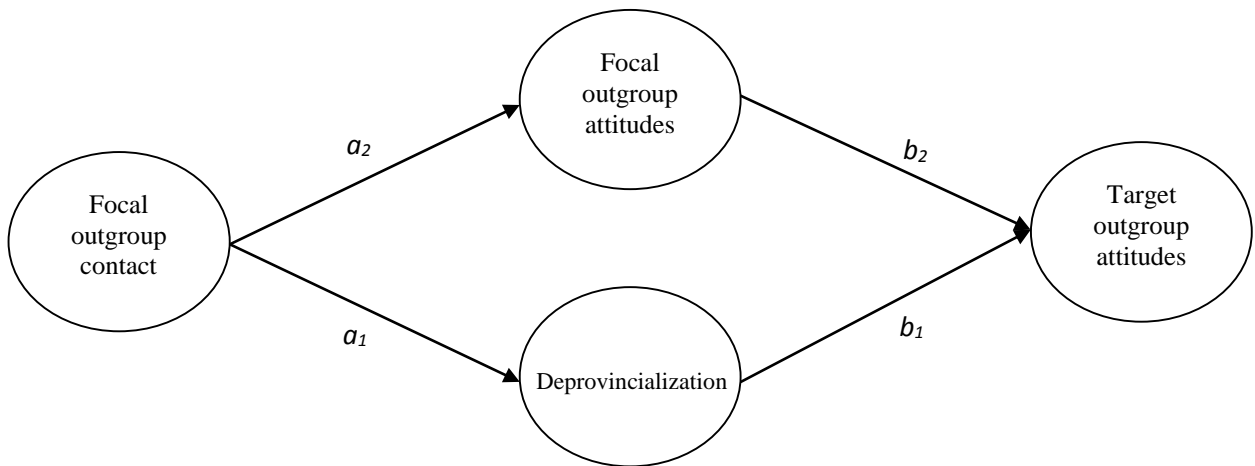 Focal
outgroup
attitudes
a2
b2
Focal
outgroup
contact
Target
outgroup
attitudes
a1
b1
Deprovincialization